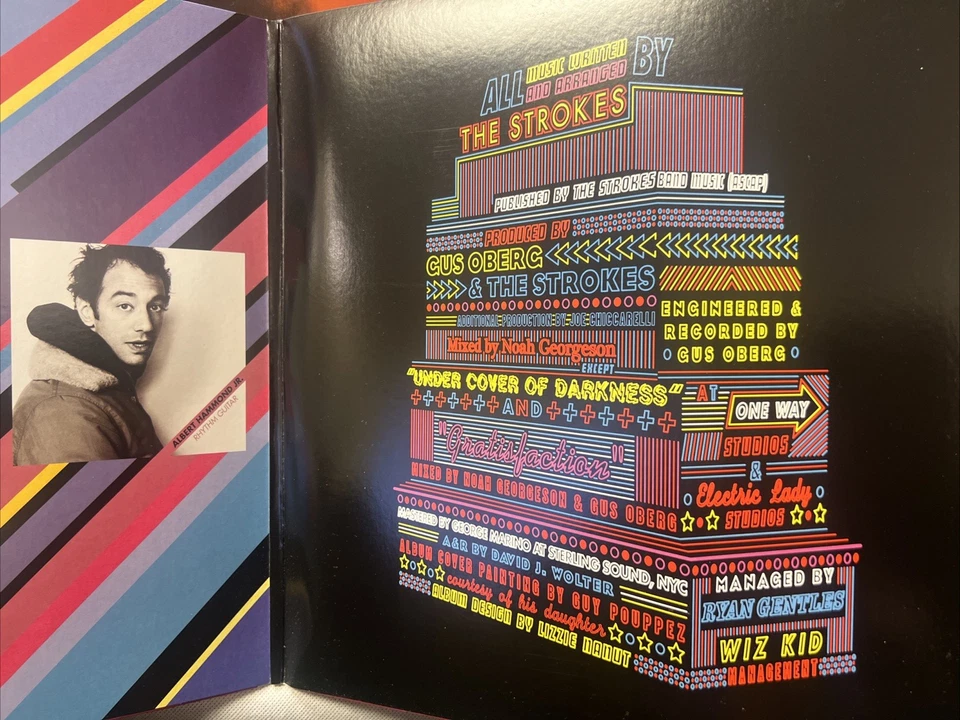 ALBERT HAMMOND JR.
RHYTHM GUITAR
ALL MUSIC WRITTEN AND ARRANGED BY
THE STROKES
PUBLISHED BY THE STROKES BAND MUSIC (ASCAP)
PRODUCED BY
GUS OBERG
& THE STROKES
ADDITIONAL PRODUCTION BY JOE CHICCARELLI
Mixed by Noah Georgeson
EXCEPT
"UNDER COVER OF DARKNESS"
AND
"Gratisfaction"
MIXED BY NOAH GEORGESON & GUS OBERG
ENGINEERED &
RECORDED BY
GUS OBERG
AT
ONE WAY
STUDIOS
&
Electric Lady
STUDIOS
MASTERED BY GEORGE MARINO AT STERLING SOUND, NYC
A&R BY DAVID J. WOLTER
ALBUM COVER PAINTING BY GUY POUPPEZ
courtesy of his daughter
ALBUM DESIGN BY LIZZIE NANUT
MANAGED BY
RYAN GENTLES
WIZ KID
MANAGEMENT